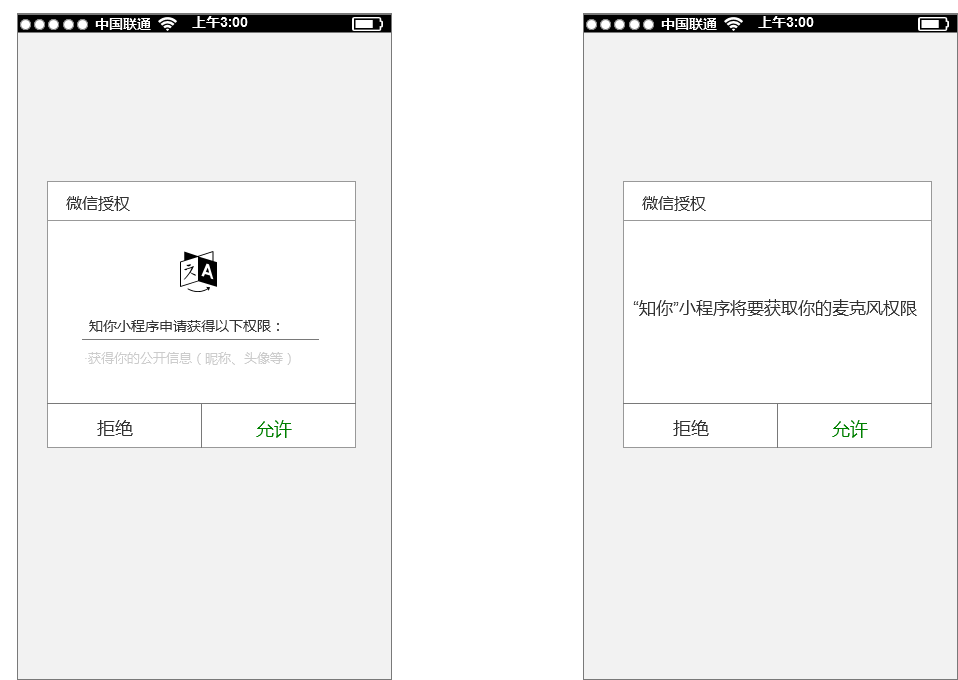 中国联通 上午3:00
微信授权
A
知你小程序申请获得以下权限：
·获得你的公开信息（昵称、头像等）
拒绝 允许
中国联通 上午3:00
微信授权
“知你”小程序将要获取你的麦克风权限
拒绝 允许